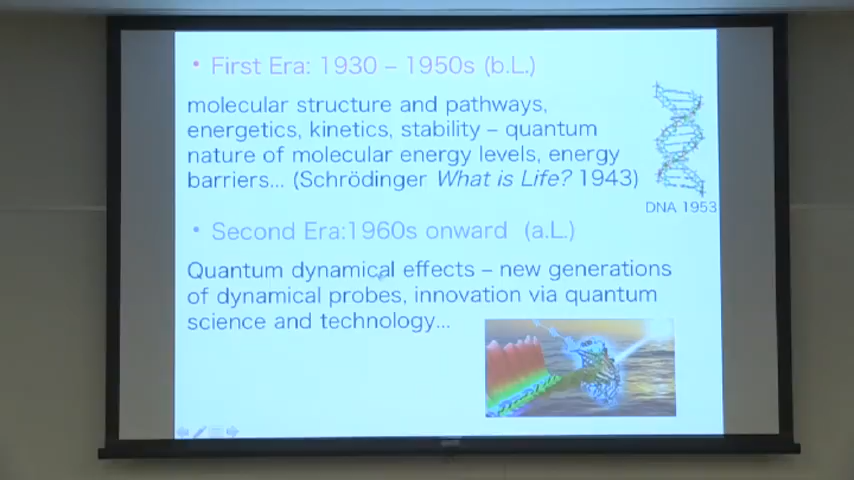 • First Era: 1930 – 1950s (b.L.)
molecular structure and pathways,
energetics, kinetics, stability – quantum
nature of molecular energy levels, energy
barriers... (Schrödinger What is Life? 1943)
DNA 1953
• Second Era:1960s onward (a.L.)
Quantum dynamical effects – new generations
of dynamical probes, innovation via quantum
science and technology...